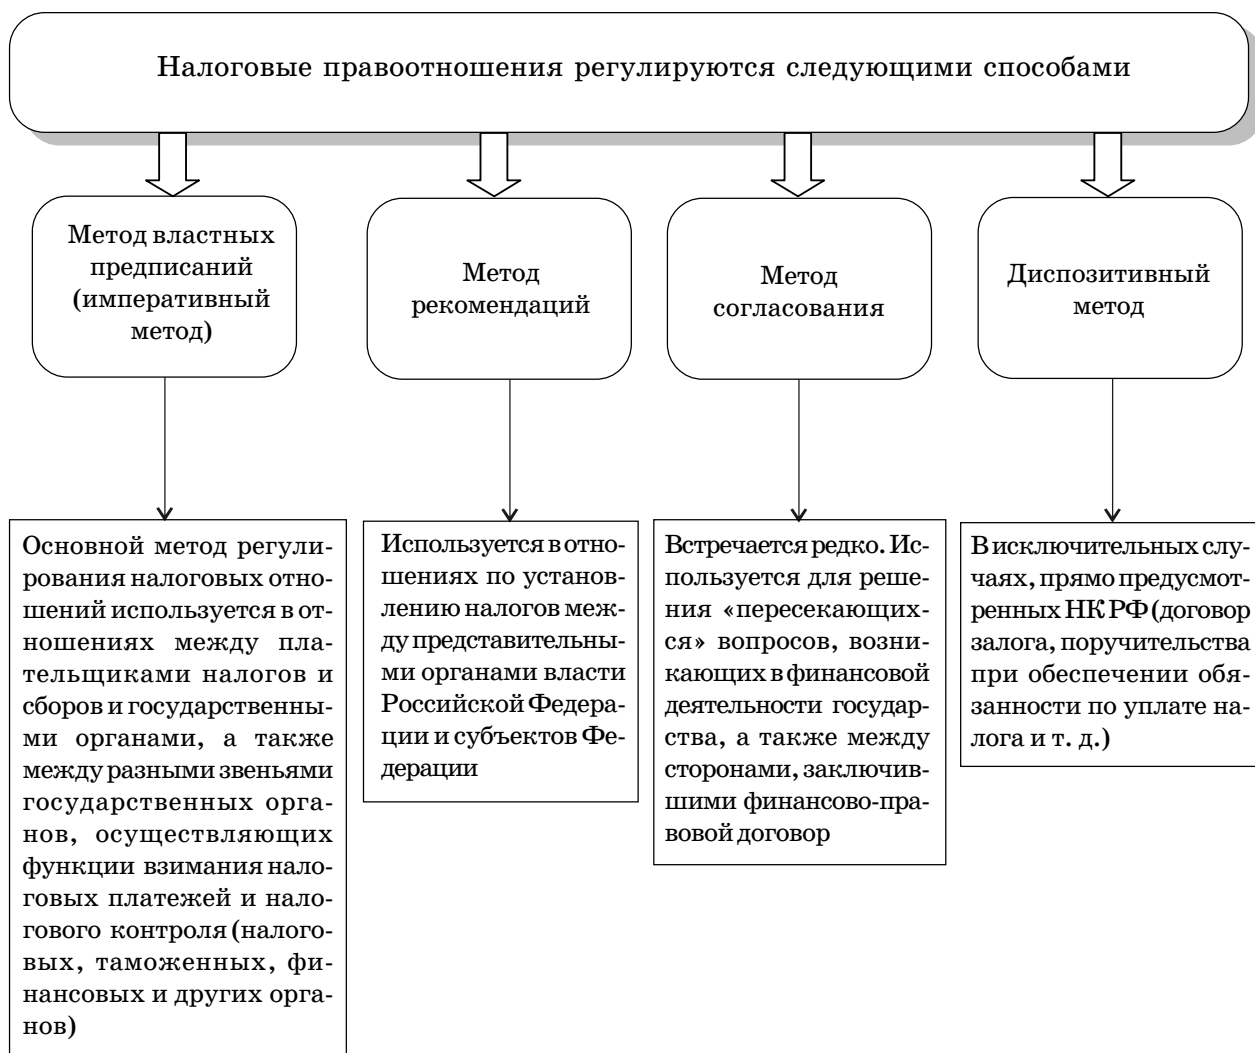 Налоговые правоотношения регулируются следующими способами
Метод властных
предписаний
(императивный
метод)
Метод
рекомендаций
Метод
согласования
Диспозитивный
метод
Основной метод регули-
рования налоговых отно-
шений используется в от-
ношениях между пла-
тельщиками налогов и
сборов и государственны-
ми органами, а также
между разными звеньями
государственных орга-
нов, осуществляющих
функции взимания нало-
говых платежей и нало-
гового контроля (налого-
вых, таможенных, фи-
нансовых и других орга-
нов)
Используется в отно-
шениях по установ-
лению налогов меж-
ду представительны-
ми органами власти
Российской Федера-
ции и субъектов Фе-
дерации
Встречается редко. Ис-
пользуется для реше-
ния «пересекающих-
ся» вопросов, возни-
кающих в финансовой
деятельности государ-
ства, а также между
сторонами, заключив-
шими финансово-пра-
вовой договор
В исключительных слу-
чаях, прямо предусмот-
ренных НК РФ (договор
залога, поручительства
при обеспечении обя-
занности по уплате на-
лога и т. д.)